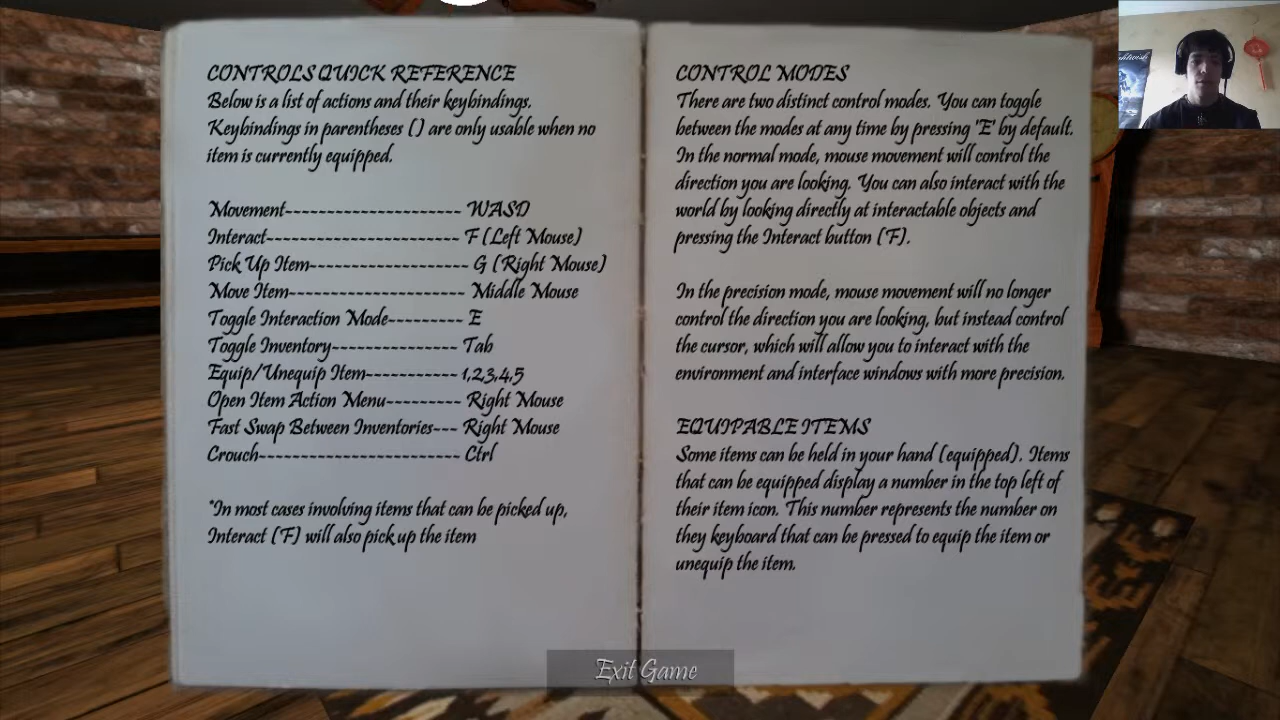 CONTROLS QUICK REFERENCE
Below is a list of actions and their keybindings.
Keybindings in parentheses () are only usable when no
item is currently equipped.
Movement--------------------- WASD
Interact----------------------- F (Left Mouse)
Pick Up Item------------------- G (Right Mouse)
Move Item--------------------- Middle Mouse
Toggle Interaction Mode--------- E
Toggle Inventory--------------- Tab
Equip/Unequip Item----------- 1,2,3,4,5
Open Item Action Menu--------- Right Mouse
Fast Swap Between Inventories--- Right Mouse
Crouch------------------------ Ctrl
*In most cases involving items that can be picked up,
Interact (F) will also pick up the item
CONTROL MODES
There are two distinct control modes. You can toggle
between the modes at any time by pressing 'E' by default.
In the normal mode, mouse movement will control the
direction you are looking. You can also interact with the
world by looking directly at interactable objects and
pressing the Interact button (F).
In the precision mode, mouse movement will no longer
control the direction you are looking, but instead control
the cursor, which will allow you to interact with the
environment and interface windows with more precision.
EQUIPABLE ITEMS
Some items can be held in your hand (equipped). Items
that can be equipped display a number in the top left of
their item icon. This number represents the number on
they keyboard that can be pressed to equip the item or
unequip the item.
Exit Game